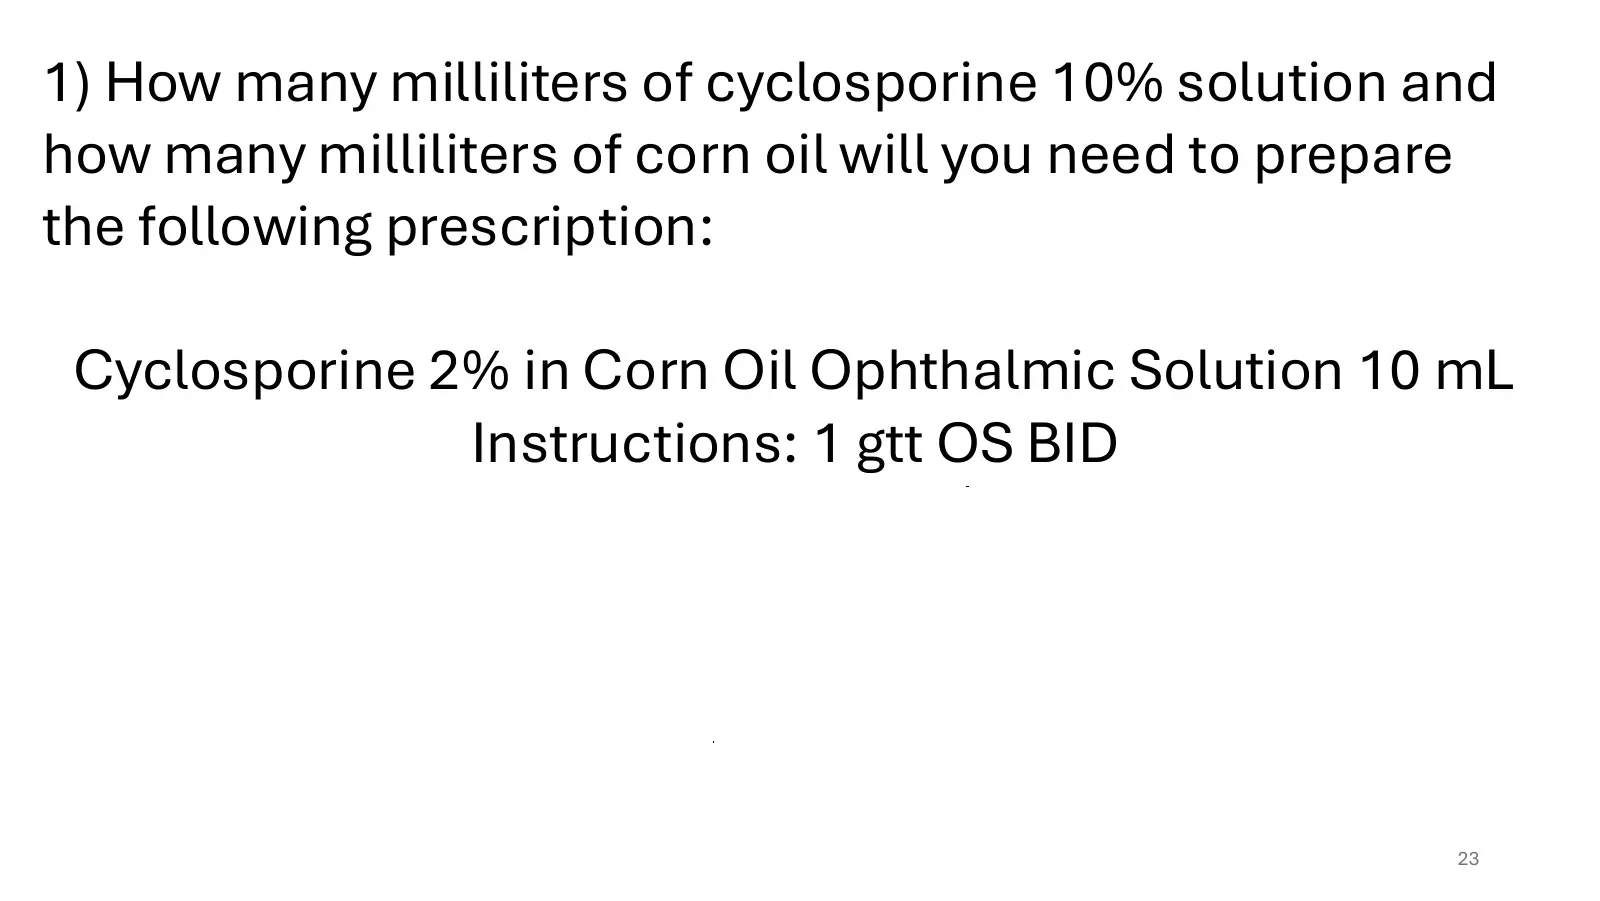 1) How many milliliters of cyclosporine 10% solution and
how many milliliters of corn oil will you need to prepare
the following prescription:
Cyclosporine 2% in Corn Oil Ophthalmic Solution 10 mL
Instructions: 1 gtt OS BID
23